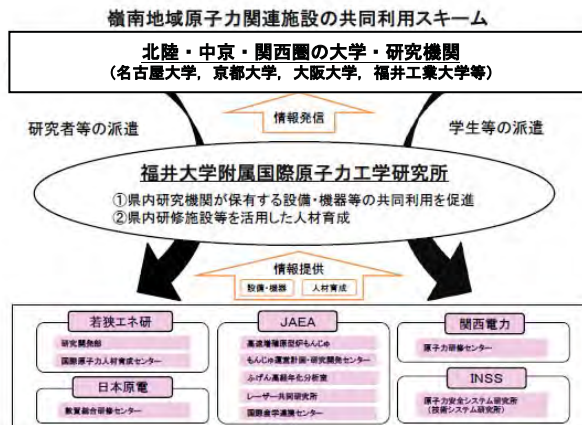 嶺南地域原子力関連施設の共同利用スキーム
北陸・中京・関西圏の大学・研究機関
（名古屋大学，京都大学，大阪大学，福井工業大学等）
情報発信
研究者等の派遣
学生等の派遣
福井大学附属国際原子力工学研究所
①県内研究機関が保有する設備・機器等の共同利用を促進
②県内研修施設等を活用した人材育成
情報提供
設備・機器
人材育成
若狭エネ研
研究開発部
国際原子力人材育成センター
日本原電
敦賀総合研修センター
JAEA
高速増殖原型炉もんじゅ
もんじゅ運営計画・研究開発センター
ふげん高経年化分析室
レーザー共同研究所
国際産学連携センター
関西電力
原子力研修センター
INSS
原子力安全システム研究所
（技術システム研究所）